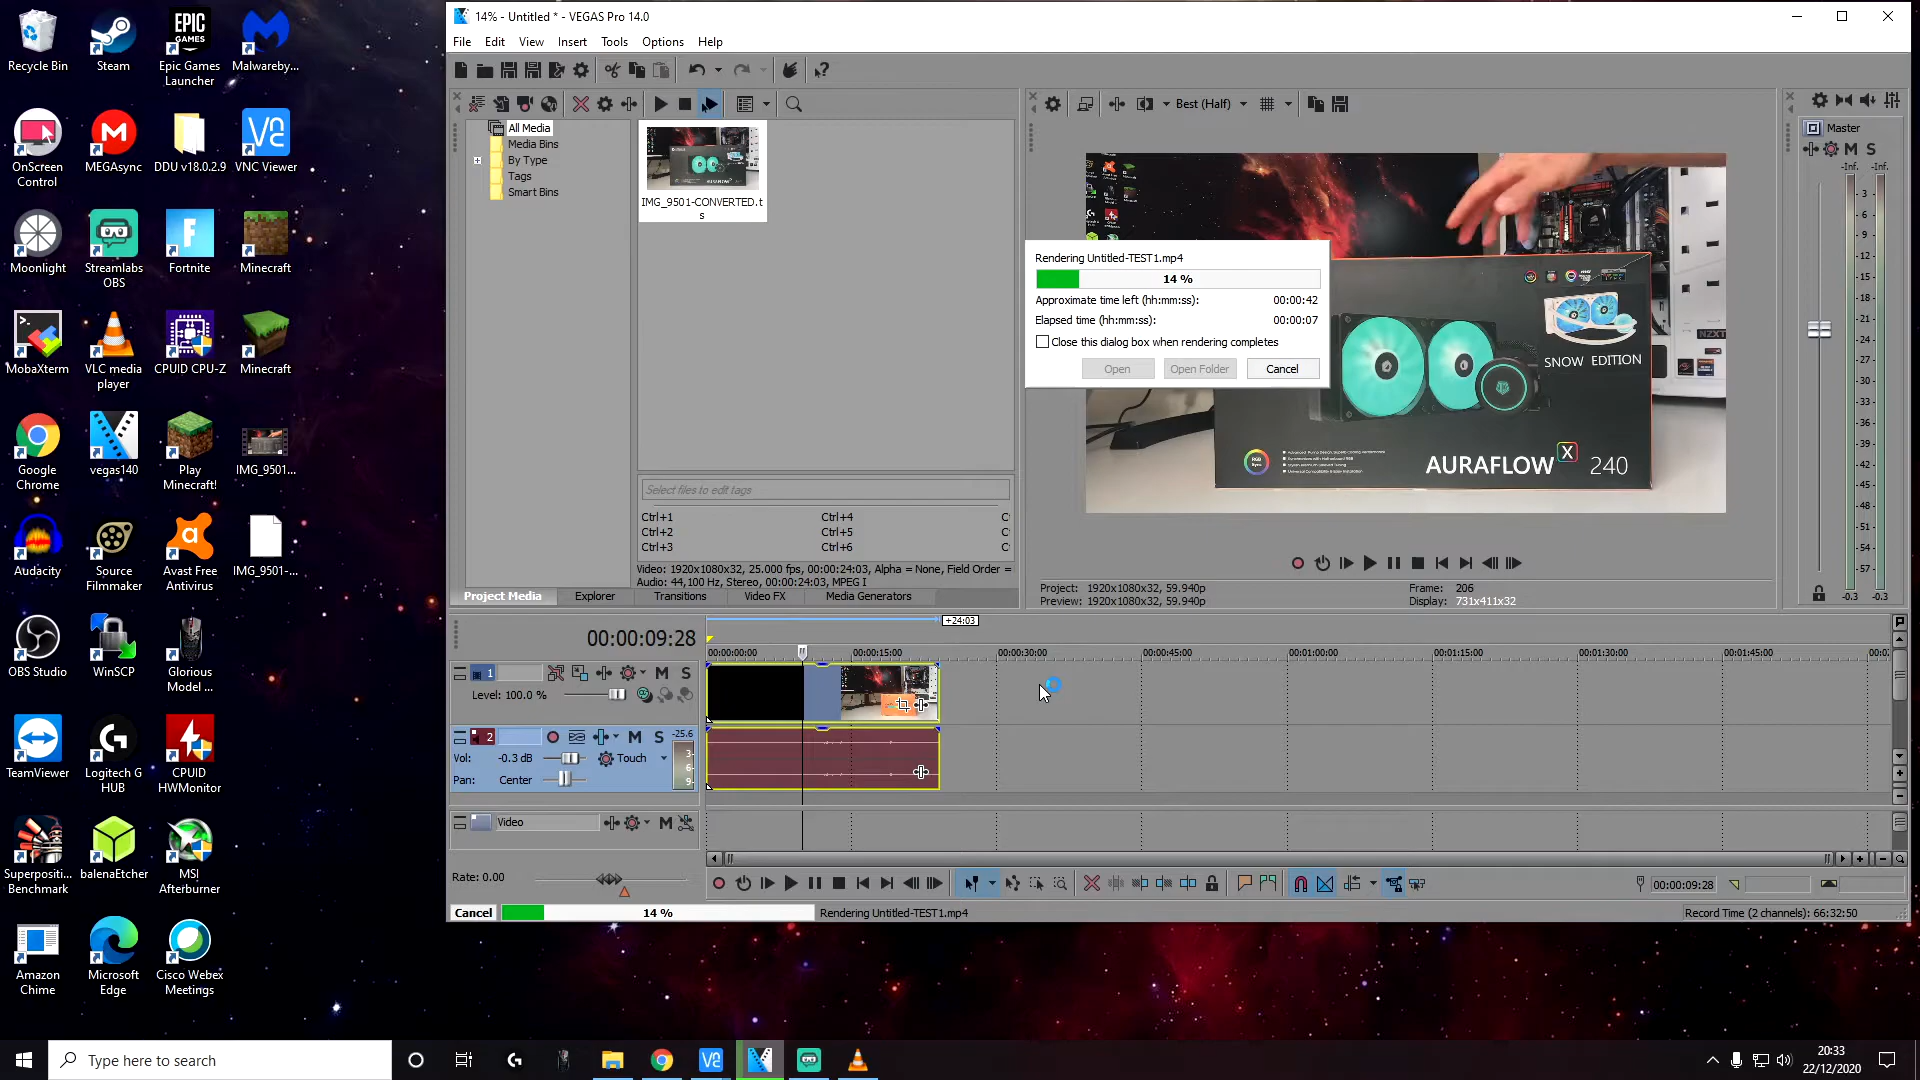 14% - Untitled * - VEGAS Pro 14.0
File Edit View Insert Tools Options Help
Recycle Bin
Steam
Epic Games Launcher
Malwareby...
OnScreen Control
MEGAsync
DDU v18.0.2.9
VNC Viewer
Moonlight
Streamlabs OBS
Fortnite
Minecraft
MobaXterm
VLC media player
CPUID CPU-Z
Minecraft
Google Chrome
vegas140
Play Minecraft!
IMG_9501...
Audacity
Source Filmmaker
Avast Free Antivirus
IMG_9501-...
OBS Studio
WinSCP
Glorious Model ...
TeamViewer
Logitech G HUB
CPUID HWMonitor
Superpositi... Benchmark
balenaEtcher
MSI Afterburner
Amazon Chime
Microsoft Edge
Cisco Webex Meetings
All Media
Media Bins
By Type
Tags
Smart Bins
IMG_9501-CONVERTED.t
s
Select files to edit tags
Ctrl+1 Ctrl+4 C
Ctrl+2 Ctrl+5 C
Ctrl+3 Ctrl+6 C
Video: 1920x1080x32, 25.000 fps, 00:00:24:03, Alpha = None, Field Order =
Audio: 44,100 Hz, Stereo, 00:00:24:03, MPEG I
Project Media Explorer Transitions Video FX Media Generators
Best (Half)
Rendering Untitled-TEST1.mp4
14 %
Approximate time left (hh:mm:ss): 00:00:42
Elapsed time (hh:mm:ss): 00:00:07
Close this dialog box when rendering completes
Open Open Folder Cancel
SNOW EDITION
NZXT
RGB
AURAFLOW X 240
Project: 1920x1080x32, 59.940p Frame: 206
Preview: 1920x1080x32, 59.940p Display: 731x411x32
Master
M S
-Inf. -Inf.
3
6
9
12
15
18
21
24
27
30
33
36
39
42
45
48
51
54
57
-0.3 -0.3
+24:03
00:00:09:28
00:00:00:00 00:00:15:00 00:00:30:00 00:00:45:00 00:01:00:00 00:01:15:00 00:01:30:00 00:01:45:00 00:0
1 M S
Level: 100.0 %
2 M S -25.6
Vol: -0.3 dB Touch
3
6
9
Pan: Center
Video M
Rate: 0.00
00:00:09:28
Cancel 14 % Rendering Untitled-TEST1.mp4 Record Time (2 channels): 66:32:50
Type here to search
20:33
22/12/2020